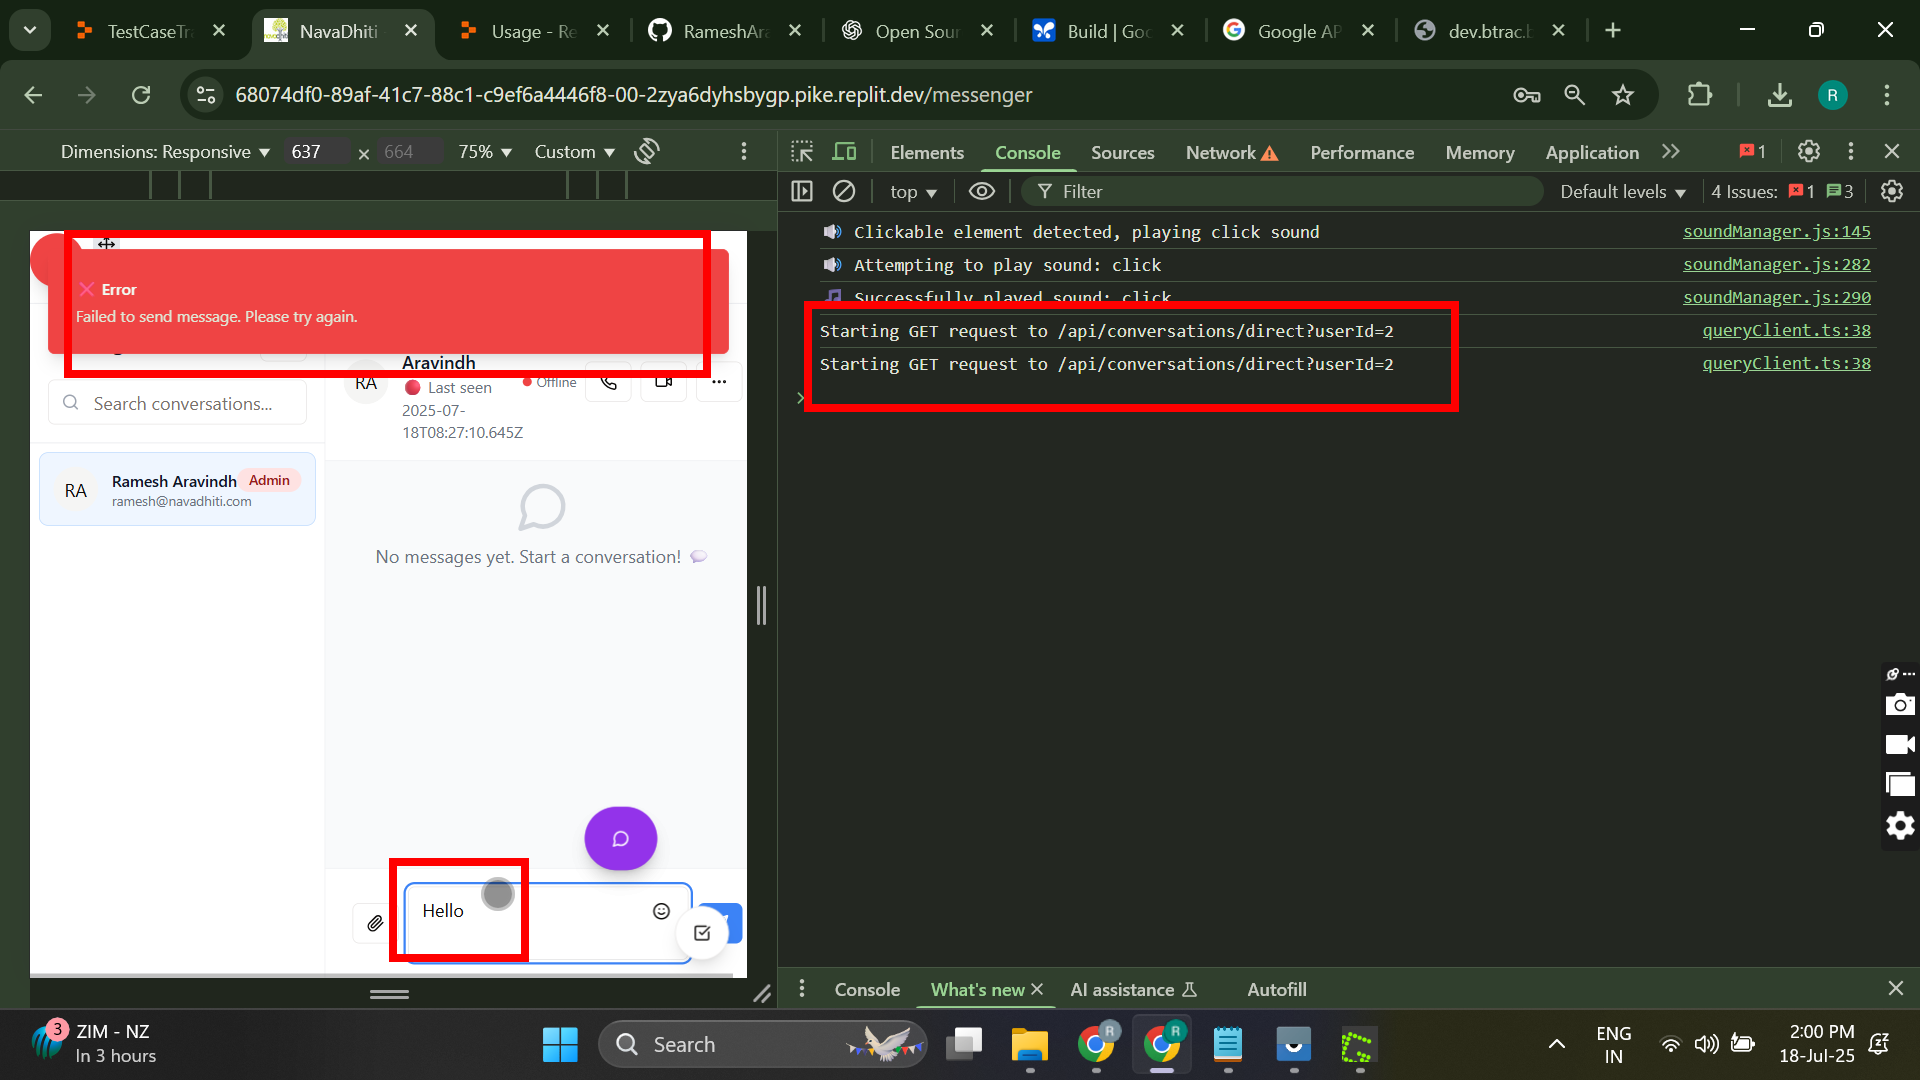 TestCaseTra
NavaDhiti
Usage - Re
RameshAra
Open Sour
Build | Goo
Google AP
dev.btrac.b
68074df0-89af-41c7-88c1-c9ef6a4446f8-00-2zya6dyhsbygp.pike.replit.dev/messenger
R
Dimensions: Responsive
637
×
664
75%
Custom
Elements
Console
Sources
Network
Performance
Memory
Application
1
top
Filter
Default levels
4 Issues:
1
3
Clickable element detected, playing click sound
soundManager.js:145
Attempting to play sound: click
soundManager.js:282
Successfully played sound: click
soundManager.js:290
Starting GET request to /api/conversations/direct?userId=2
queryClient.ts:38
Starting GET request to /api/conversations/direct?userId=2
queryClient.ts:38
Error
Failed to send message. Please try again.
Search conversations...
RA
Ramesh Aravindh
Admin
ramesh@navadhiti.com
RA
Aravindh
Last seen
2025-07-
18T08:27:10.645Z
Offline
No messages yet. Start a conversation!
Hello
Console
What's new
AI assistance
Autofill
3
ZIM - NZ
In 3 hours
Search
R
R
ENG
IN
2:00 PM
18-Jul-25